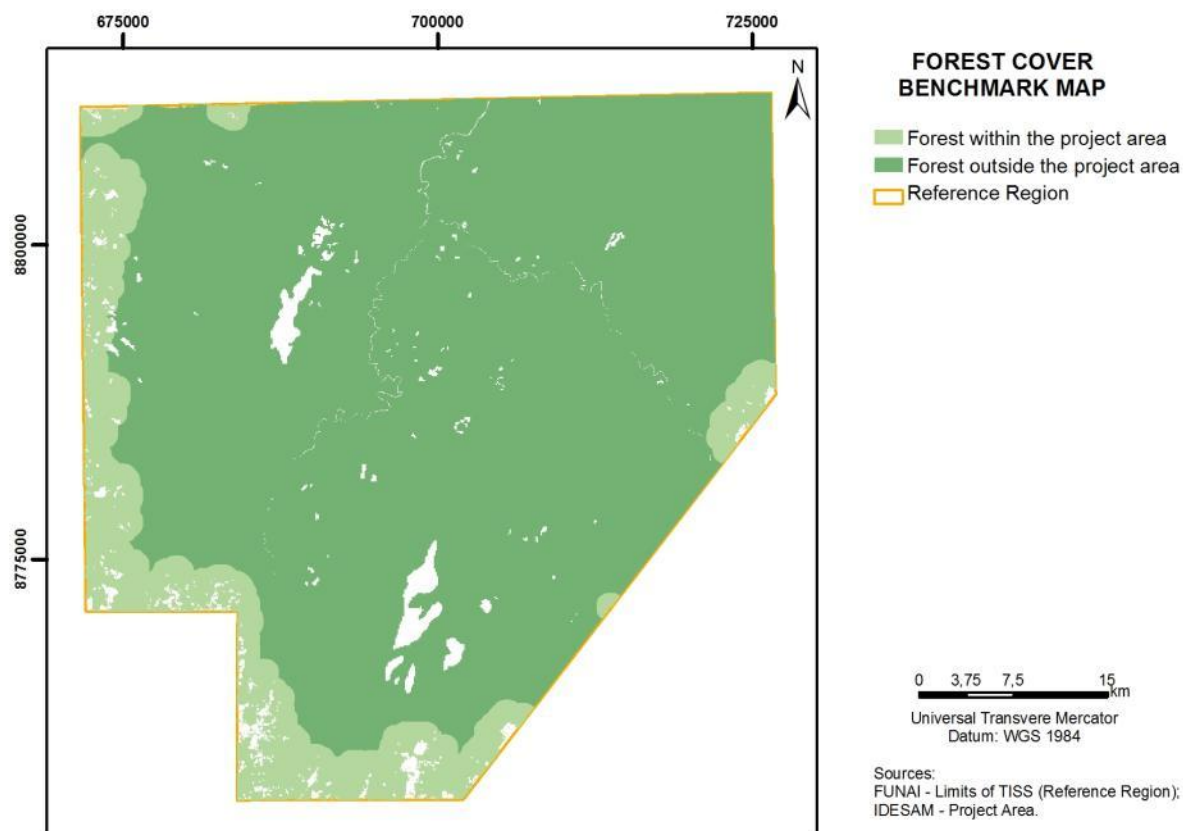 675000 700000 725000
N
8800000
8775000
FOREST COVER
BENCHMARK MAP
Forest within the project area
Forest outside the project area
Reference Region
0 3,75 7,5 15
km
Universal Transvere Mercator
Datum: WGS 1984
Sources:
FUNAI - Limits of TISS (Reference Region);
IDESAM - Project Area.